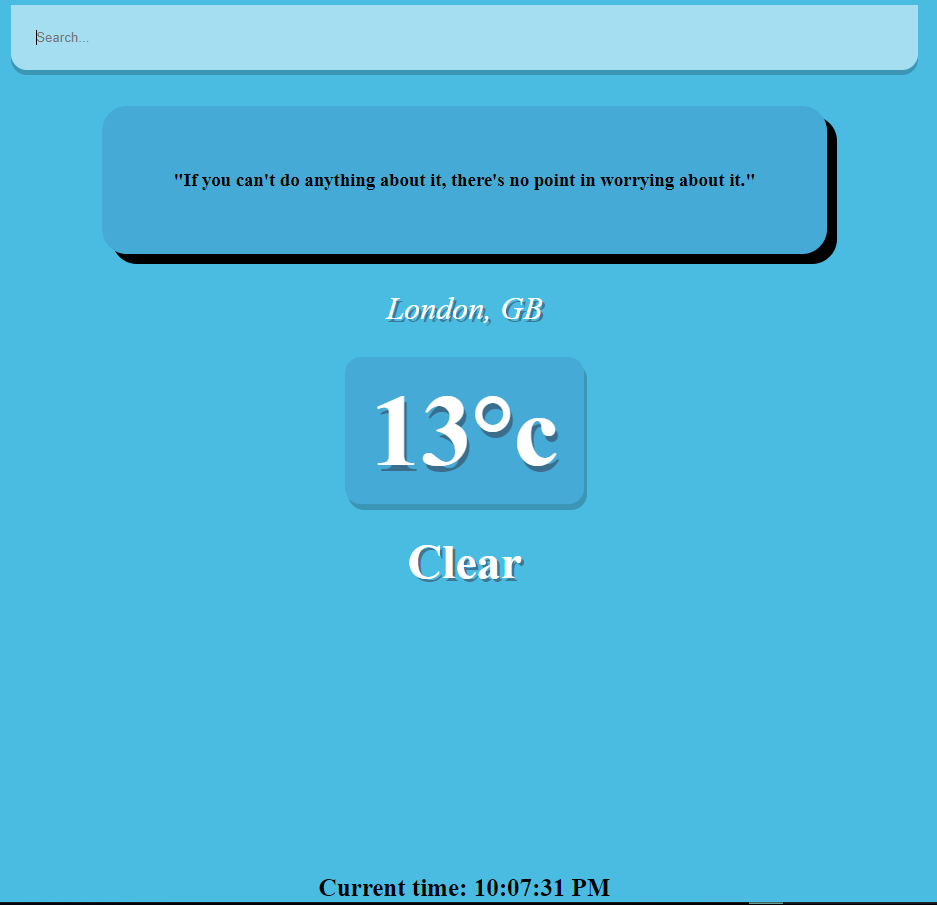 Search...
"If you can't do anything about it, there's no point in worrying about it."
London, GB
13°c
Clear
Current time: 10:07:31 PM